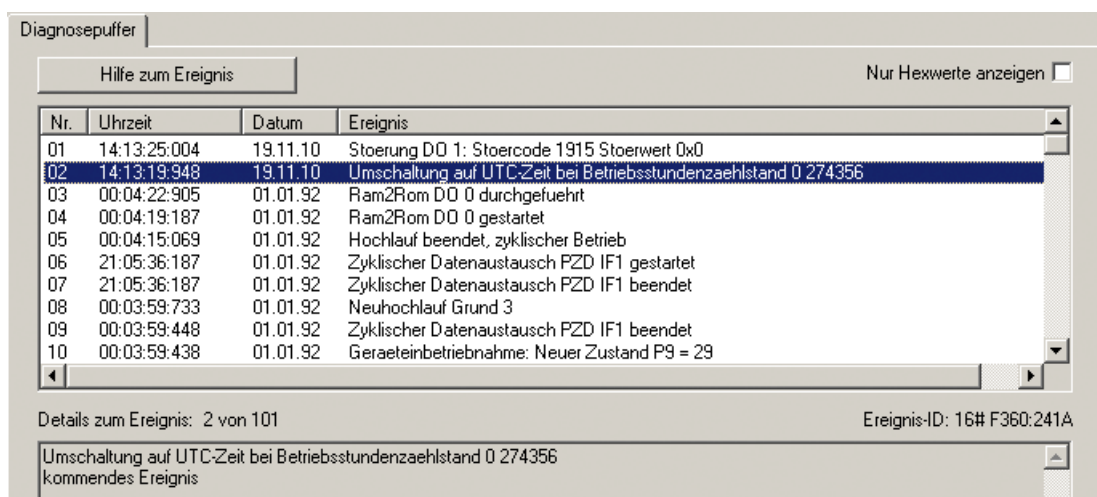 Diagnosepuffer
Hilfe zum Ereignis Nur Hexwerte anzeigen
Nr. Uhrzeit Datum Ereignis
01 14:13:25:004 19.11.10 Stoerung DO 1: Stoercode 1915 Stoerwert 0x0
02 14:13:19:948 19.11.10 Umschaltung auf UTC-Zeit bei Betriebsstundenzaehlstand 0 274356
03 00:04:22:905 01.01.92 Ram2Rom DO 0 durchgefuehrt
04 00:04:19:187 01.01.92 Ram2Rom DO 0 gestartet
05 00:04:15:069 01.01.92 Hochlauf beendet, zyklischer Betrieb
06 21:05:36:187 01.01.92 Zyklischer Datenaustausch PZD IF1 gestartet
07 21:05:36:187 01.01.92 Zyklischer Datenaustausch PZD IF1 beendet
08 00:03:59:733 01.01.92 Neuhochlauf Grund 3
09 00:03:59:448 01.01.92 Zyklischer Datenaustausch PZD IF1 beendet
10 00:03:59:438 01.01.92 Geraeteinbetriebnahme: Neuer Zustand P9 = 29
Details zum Ereignis: 2 von 101 Ereignis-ID: 16# F360:241A
Umschaltung auf UTC-Zeit bei Betriebsstundenzaehlstand 0 274356
kommendes Ereignis